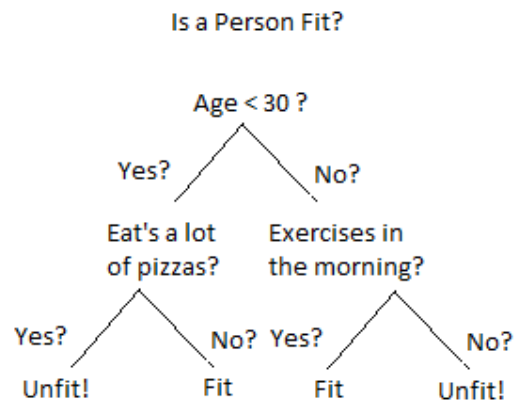 Is a Person Fit?
Age < 30 ?
Yes?
No?
Eat's a lot
of pizzas?
Exercises in
the morning?
Yes?
No?
Yes?
No?
Unfit!
Fit
Fit
Unfit!